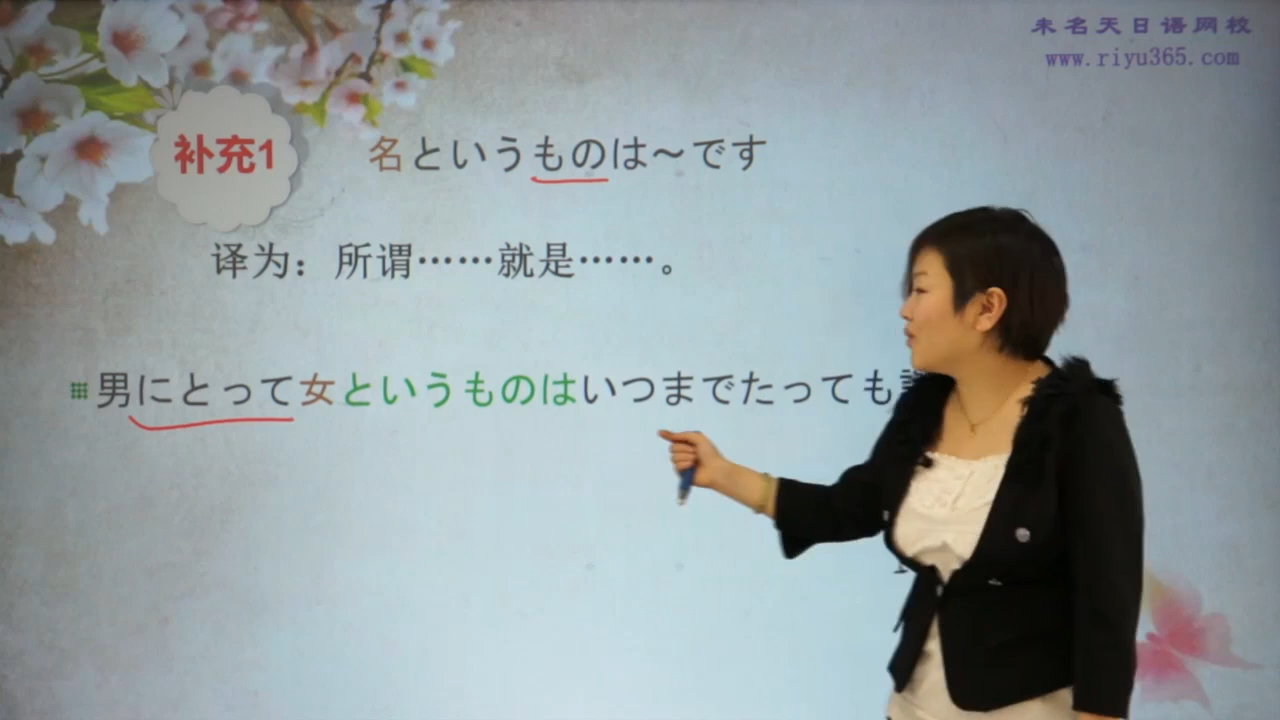 未名天日语网校
www.riyu365.com
补充1
名というものは～です
译为：所谓……就是……。
男にとって女というものはいつまでたっても